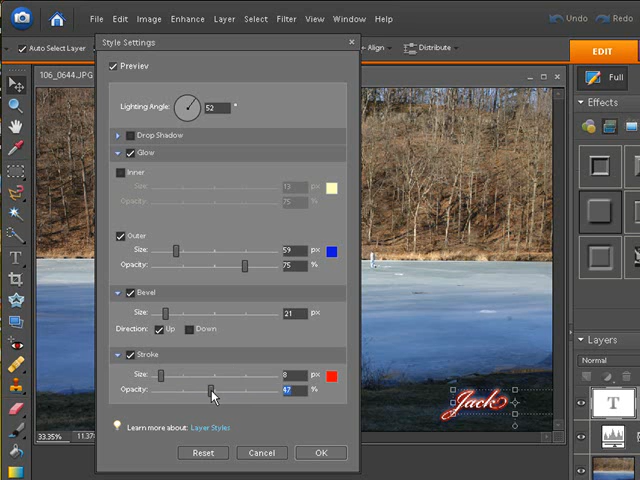 File Edit Image Enhance Layer Select Filter View Window Help
Undo Redo
Auto Select Layer
Align Distribute
EDIT
Style Settings
106_0644.JPG
Full
Preview
Effects
Lighting Angle: 52 °
Drop Shadow
Glow
Inner
Size: 13 px
Opacity: 75 %
Outer
Size: 59 px
Opacity: 75 %
Bevel
Size: 21 px
Direction: Up Down
Stroke
Size: 8 px
Opacity: 47 %
Layers
Normal
Jack
T
Learn more about: Layer Styles
33.35%
Reset Cancel OK